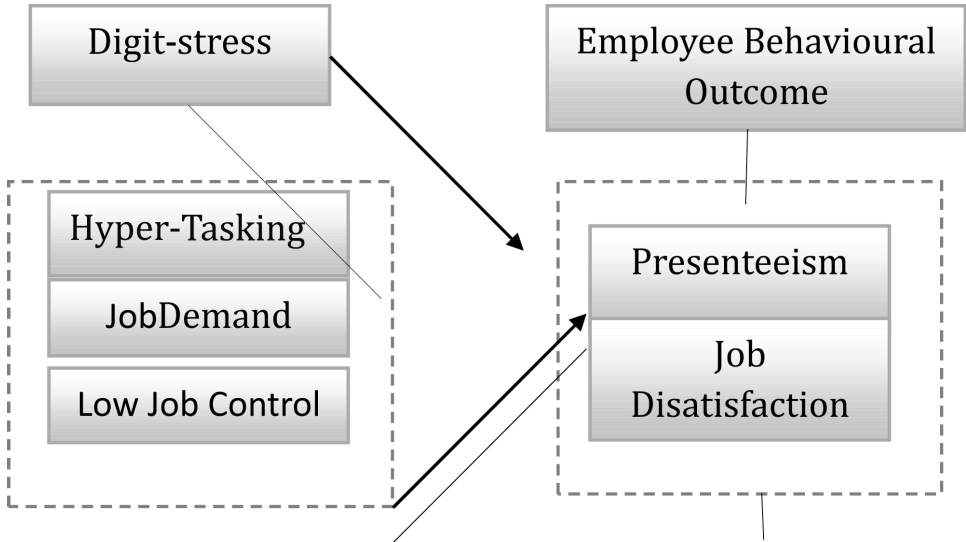 Digit-stress
Employee Behavioural
Outcome
Hyper-Tasking
JobDemand
Low Job Control
Presenteeism
Job
Disatisfaction